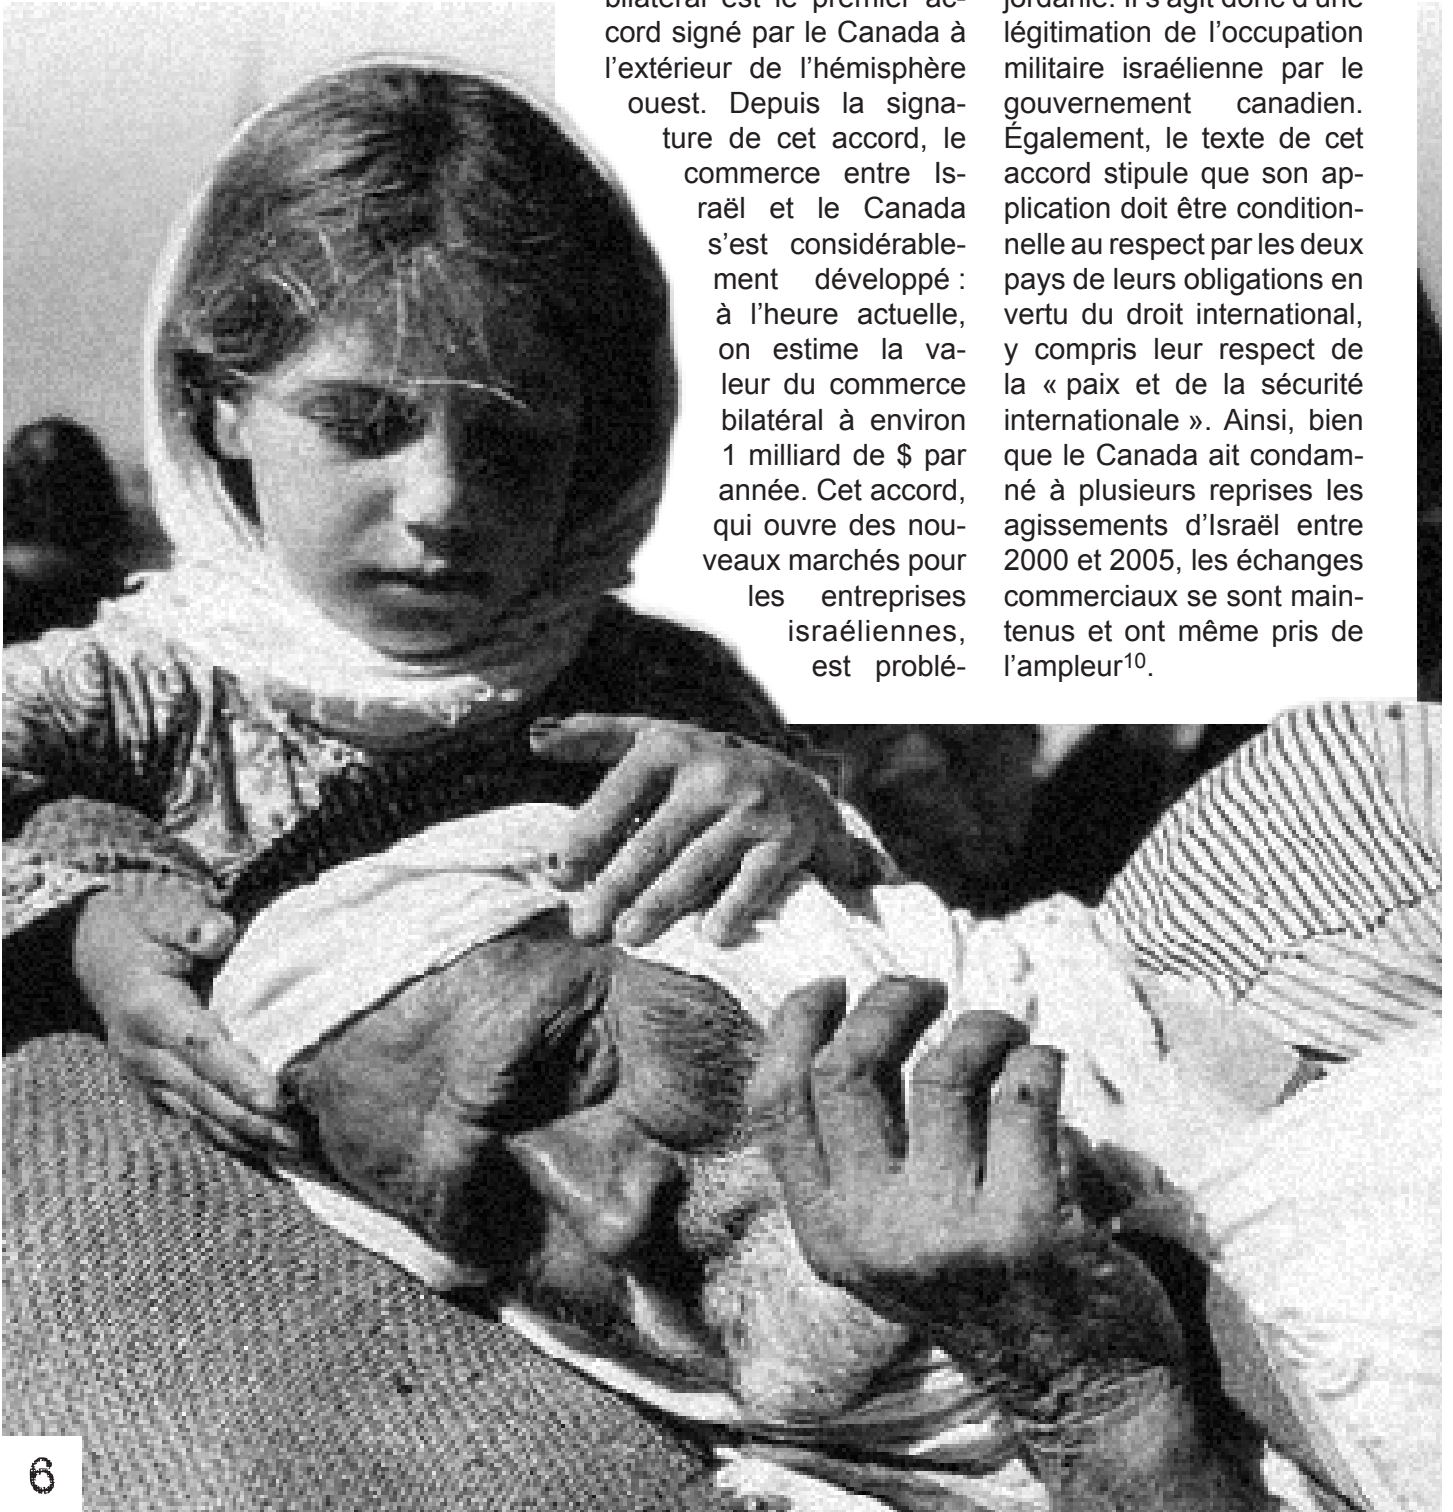 bilatéral est le premier ac-
cord signé par le Canada à
l'extérieur de l'hémisphère
ouest. Depuis la signa-
ture de cet accord, le
commerce entre Is-
raël et le Canada
s'est considérable-
ment développé :
à l'heure actuelle,
on estime la va-
leur du commerce
bilatéral à environ
1 milliard de $ par
année. Cet accord,
qui ouvre des nou-
veaux marchés pour
les entreprises
israéliennes,
est problé-
jordanie. Il s'agit donc d'une
légitimation de l'occupation
militaire israélienne par le
gouvernement canadien.
Également, le texte de cet
accord stipule que son ap-
plication doit être condition-
nelle au respect par les deux
pays de leurs obligations en
vertu du droit international,
y compris leur respect de
la « paix et de la sécurité
internationale ». Ainsi, bien
que le Canada ait condam-
né à plusieurs reprises les
agissements d'Israël entre
2000 et 2005, les échanges
commerciaux se sont main-
tenus et ont même pris de
l'ampleur10.
6